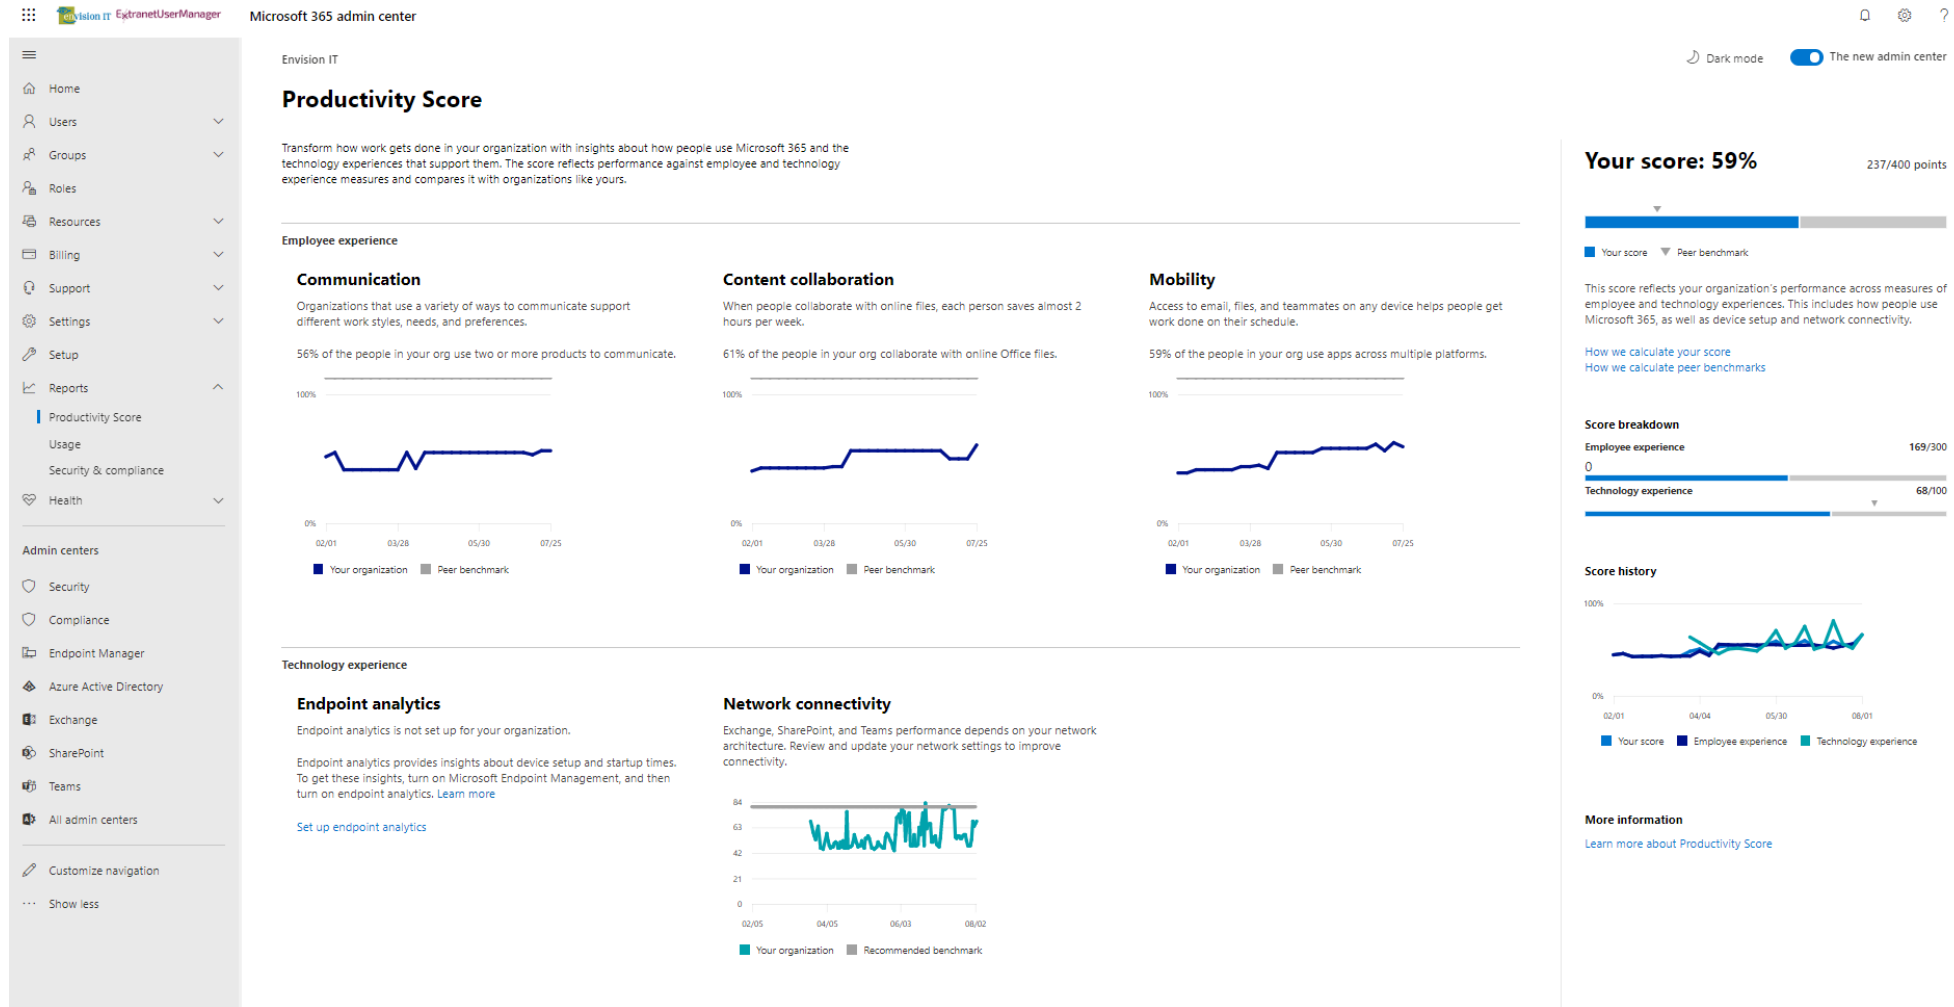 Envision IT ExtranetUserManager
Microsoft 365 admin center
?
Home
Users
Groups
Roles
Resources
Billing
Support
Settings
Setup
Reports
Productivity Score
Usage
Security & compliance
Health
Admin centers
Security
Compliance
Endpoint Manager
Azure Active Directory
Exchange
SharePoint
Teams
All admin centers
Customize navigation
Show less
Envision IT
Dark mode
The new admin center
Productivity Score
Transform how work gets done in your organization with insights about how people use Microsoft 365 and the
technology experiences that support them. The score reflects performance against employee and technology
experience measures and compares it with organizations like yours.
Employee experience
Communication
Organizations that use a variety of ways to communicate support
different work styles, needs, and preferences.
56% of the people in your org use two or more products to communicate.
100%
0%
02/01 03/28 05/30 07/25
Your organization Peer benchmark
Content collaboration
When people collaborate with online files, each person saves almost 2
hours per week.
61% of the people in your org collaborate with online Office files.
100%
0%
02/01 03/28 05/30 07/25
Your organization Peer benchmark
Mobility
Access to email, files, and teammates on any device helps people get
work done on their schedule.
59% of the people in your org use apps across multiple platforms.
100%
0%
02/01 03/28 05/30 07/25
Your organization Peer benchmark
Technology experience
Endpoint analytics
Endpoint analytics is not set up for your organization.
Endpoint analytics provides insights about device setup and startup times.
To get these insights, turn on Microsoft Endpoint Management, and then
turn on endpoint analytics. Learn more
Set up endpoint analytics
Network connectivity
Exchange, SharePoint, and Teams performance depends on your network
architecture. Review and update your network settings to improve
connectivity.
84
63
42
21
0
02/05 04/05 06/03 08/02
Your organization Recommended benchmark
Your score: 59%
237/400 points
Your score Peer benchmark
This score reflects your organization's performance across measures of
employee and technology experiences. This includes how people use
Microsoft 365, as well as device setup and network connectivity.
How we calculate your score
How we calculate peer benchmarks
Score breakdown
Employee experience 169/300
0
Technology experience 68/100
Score history
100%
0%
02/01 04/04 05/30 08/01
Your score Employee experience Technology experience
More information
Learn more about Productivity Score